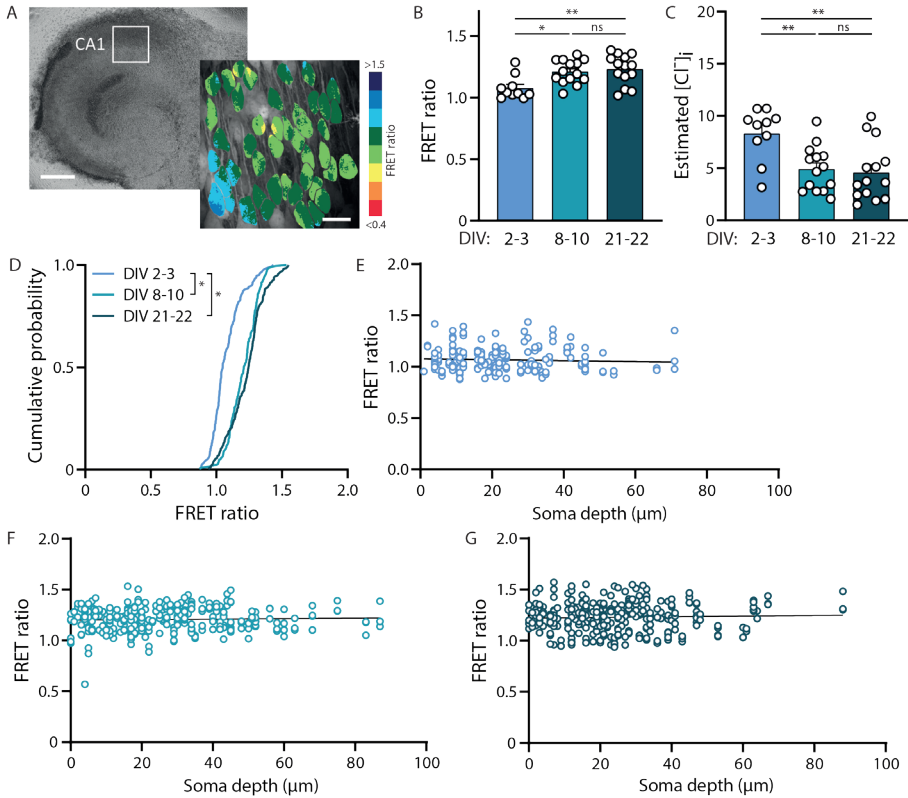 A
CA1
>1.5
FRET ratio
<0.4
B
**
*
ns
FRET ratio
1.5
1.0
1.5
0
DIV: 2-3 8-10 21-22
C
**
**
ns
Estimated [Cl⁻]i
20
15
10
5
0
DIV: 2-3 8-10 21-22
D
DIV 2-3
DIV 8-10
DIV 21-22
*
*
Cumulative probability
1.0
0.5
0
0 0.5 1.0 1.5 2.0
FRET ratio
E
FRET ratio
2.0
1.5
1.0
0.5
0.0
0 20 40 60 80 100
Soma depth (µm)
F
FRET ratio
2.0
1.5
1.0
0.5
0
0 20 40 60 80 100
Soma depth (µm)
G
FRET ratio
2.0
1.5
1.0
0.5
0
0 20 40 60 80 100
Soma depth (µm)